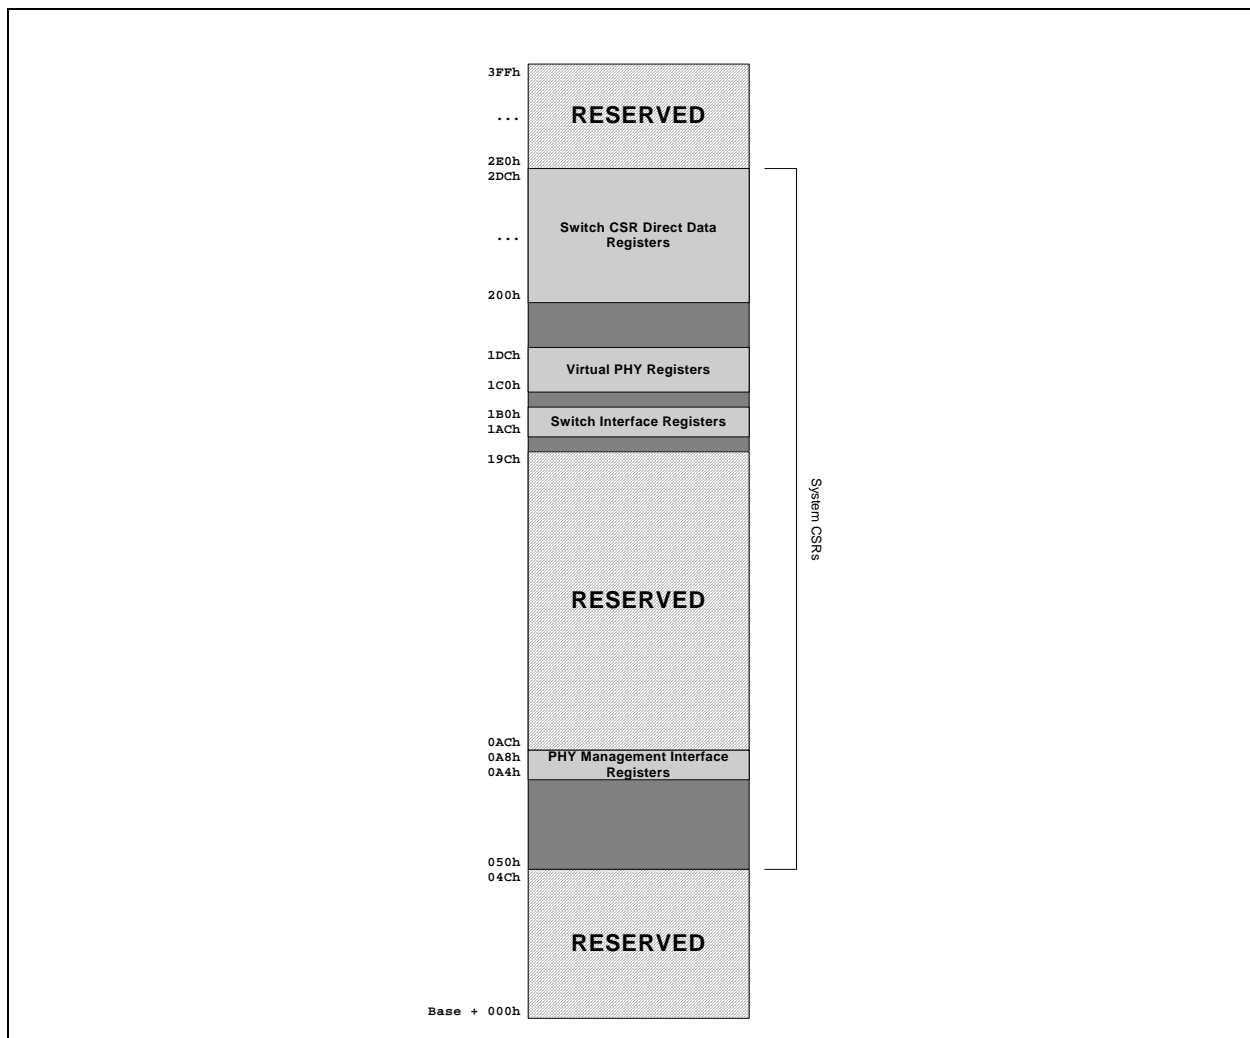 3FFh
RESERVED
...
2E0h
2DCh
Switch CSR Direct Data
Registers
...
200h
1DCh
Virtual PHY Registers
1C0h
1B0h
Switch Interface Registers
1ACh
19Ch
System CSRs
RESERVED
0ACh
0A8h
PHY Management Interface
Registers
0A4h
050h
04Ch
RESERVED
Base + 000h